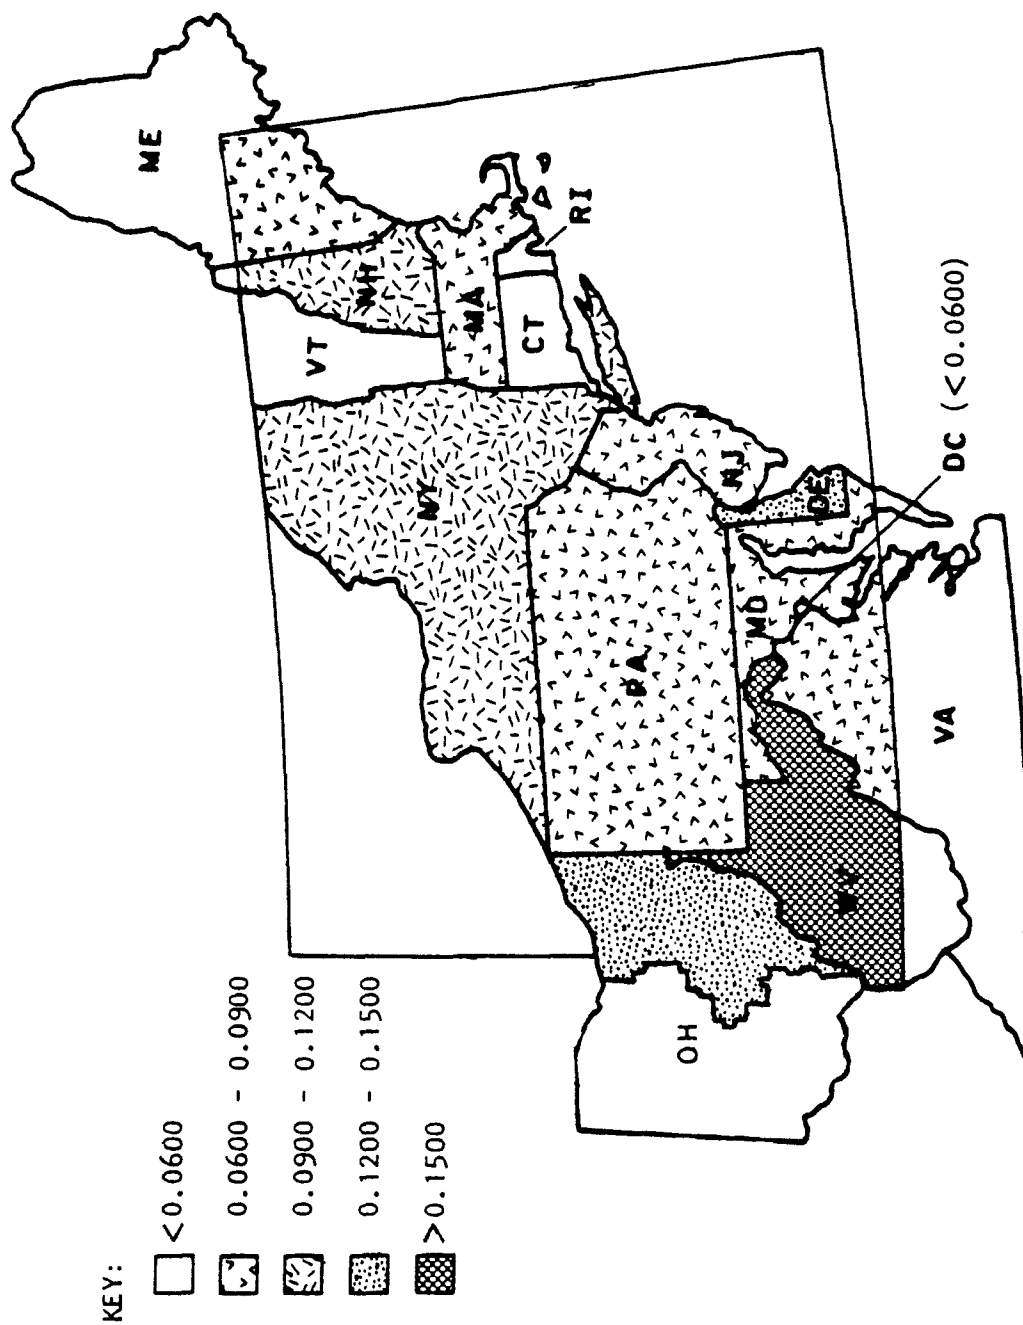 KEY:
<0.0600
0.0600 - 0.0900
0.0900 - 0.1200
0.1200 - 0.1500
>0.1500
ME
VT
NH
MA
CT
RI
NY
NJ
PA
DE
MD
DC (<0.0600)
VA
WV
OH